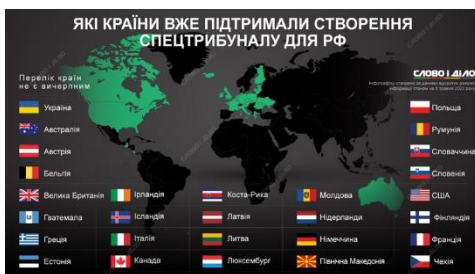 ЯКІ КРАЇНИ ВЖЕ ПІДТРИМАЛИ СТВОРЕННЯ
СПЕЦТРИБУНАЛУ ДЛЯ РФ
Перелік країн
не є вичерпним
СЛОВО І ДІЛО
Україна
Австралія
Австрія
Бельгія
Велика Британія
Гватемала
Греція
Естонія
Ірландія
Ісландія
Італія
Канада
Коста-Рика
Латвія
Литва
Люксембург
Молдова
Нідерланди
Німеччина
Північна Македонія
Польща
Румунія
Словаччина
Словенія
США
Фінляндія
Франція
Чехія